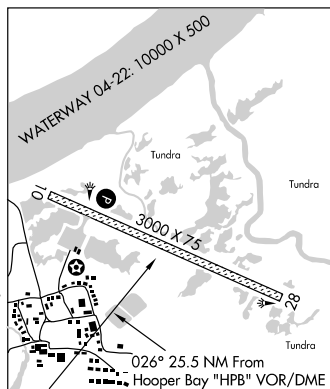 WATERWAY 04-22: 10000 X 500
Tundra
Tundra
P
10
3000 X 75
28
026° 25.5 NM From
Hooper Bay "HPB" VOR/DME
Tundra